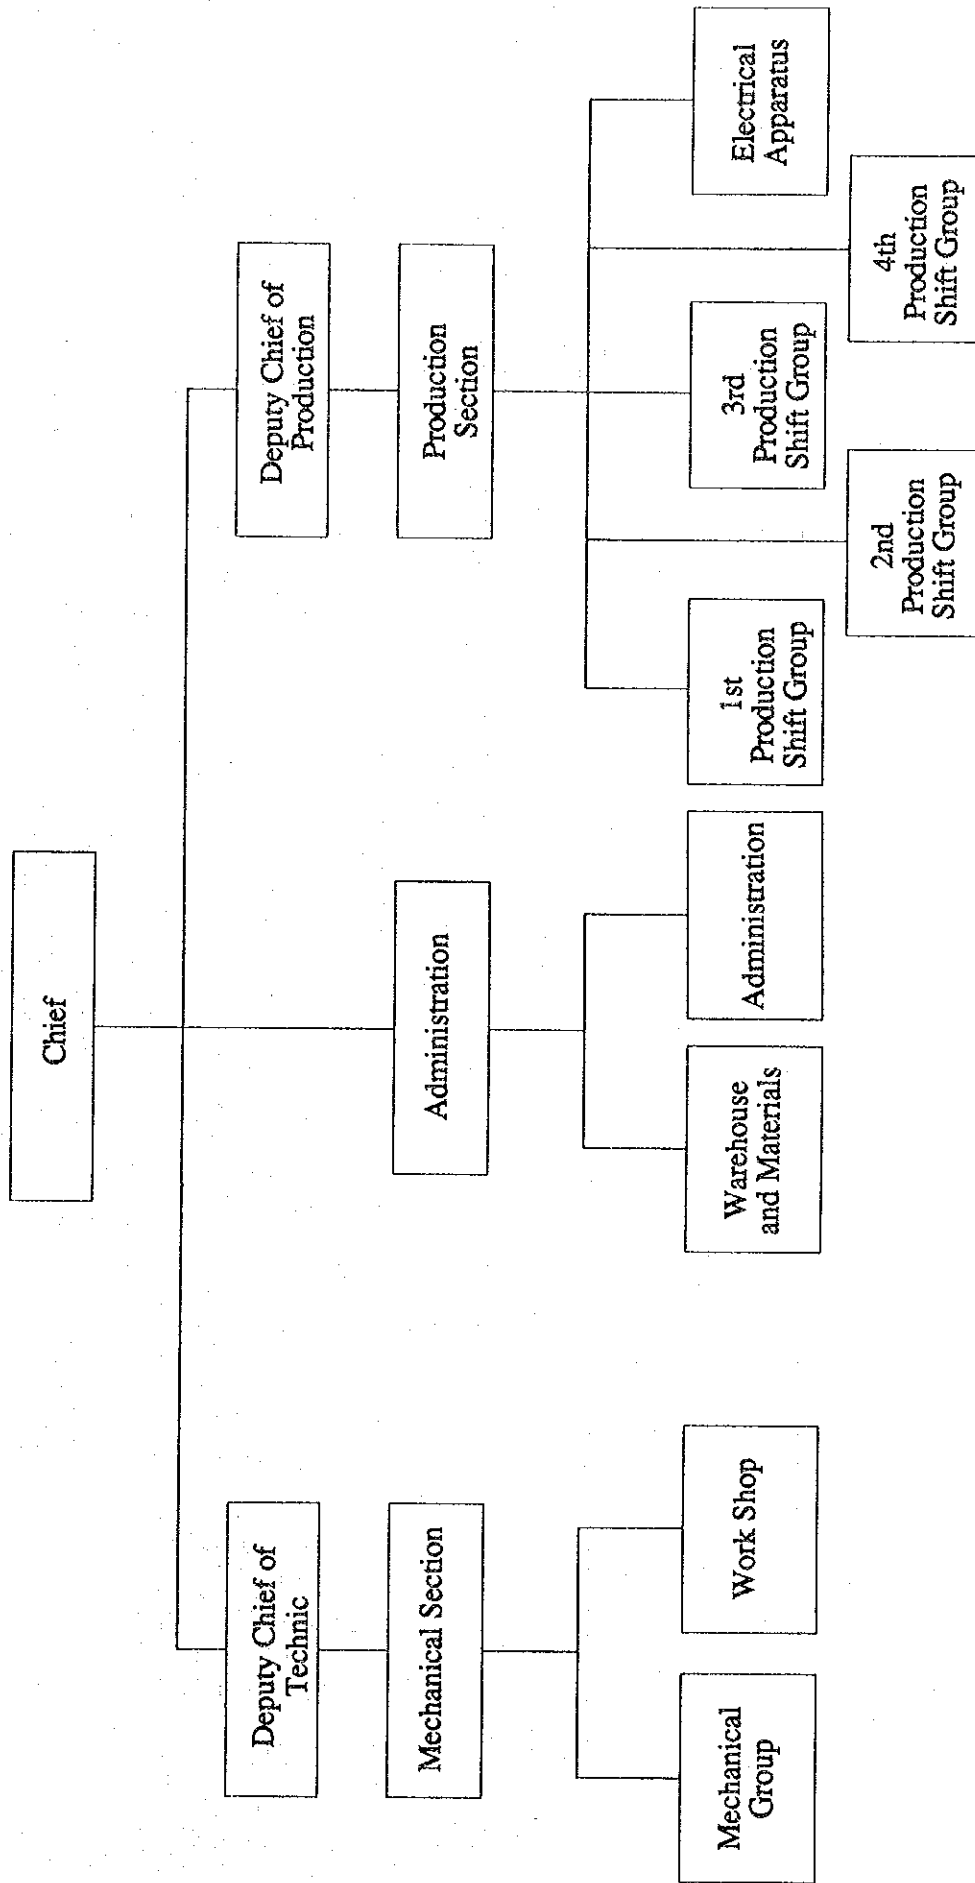 Chief
Deputy Chief of
Technic
Deputy Chief of
Production
Mechanical Section
Administration
Production
Section
Mechanical
Group
Work Shop
Warehouse
and Materials
Administration
1st
Production
Shift Group
3rd
Production
Shift Group
Electrical
Apparatus
2nd
Production
Shift Group
4th
Production
Shift Group